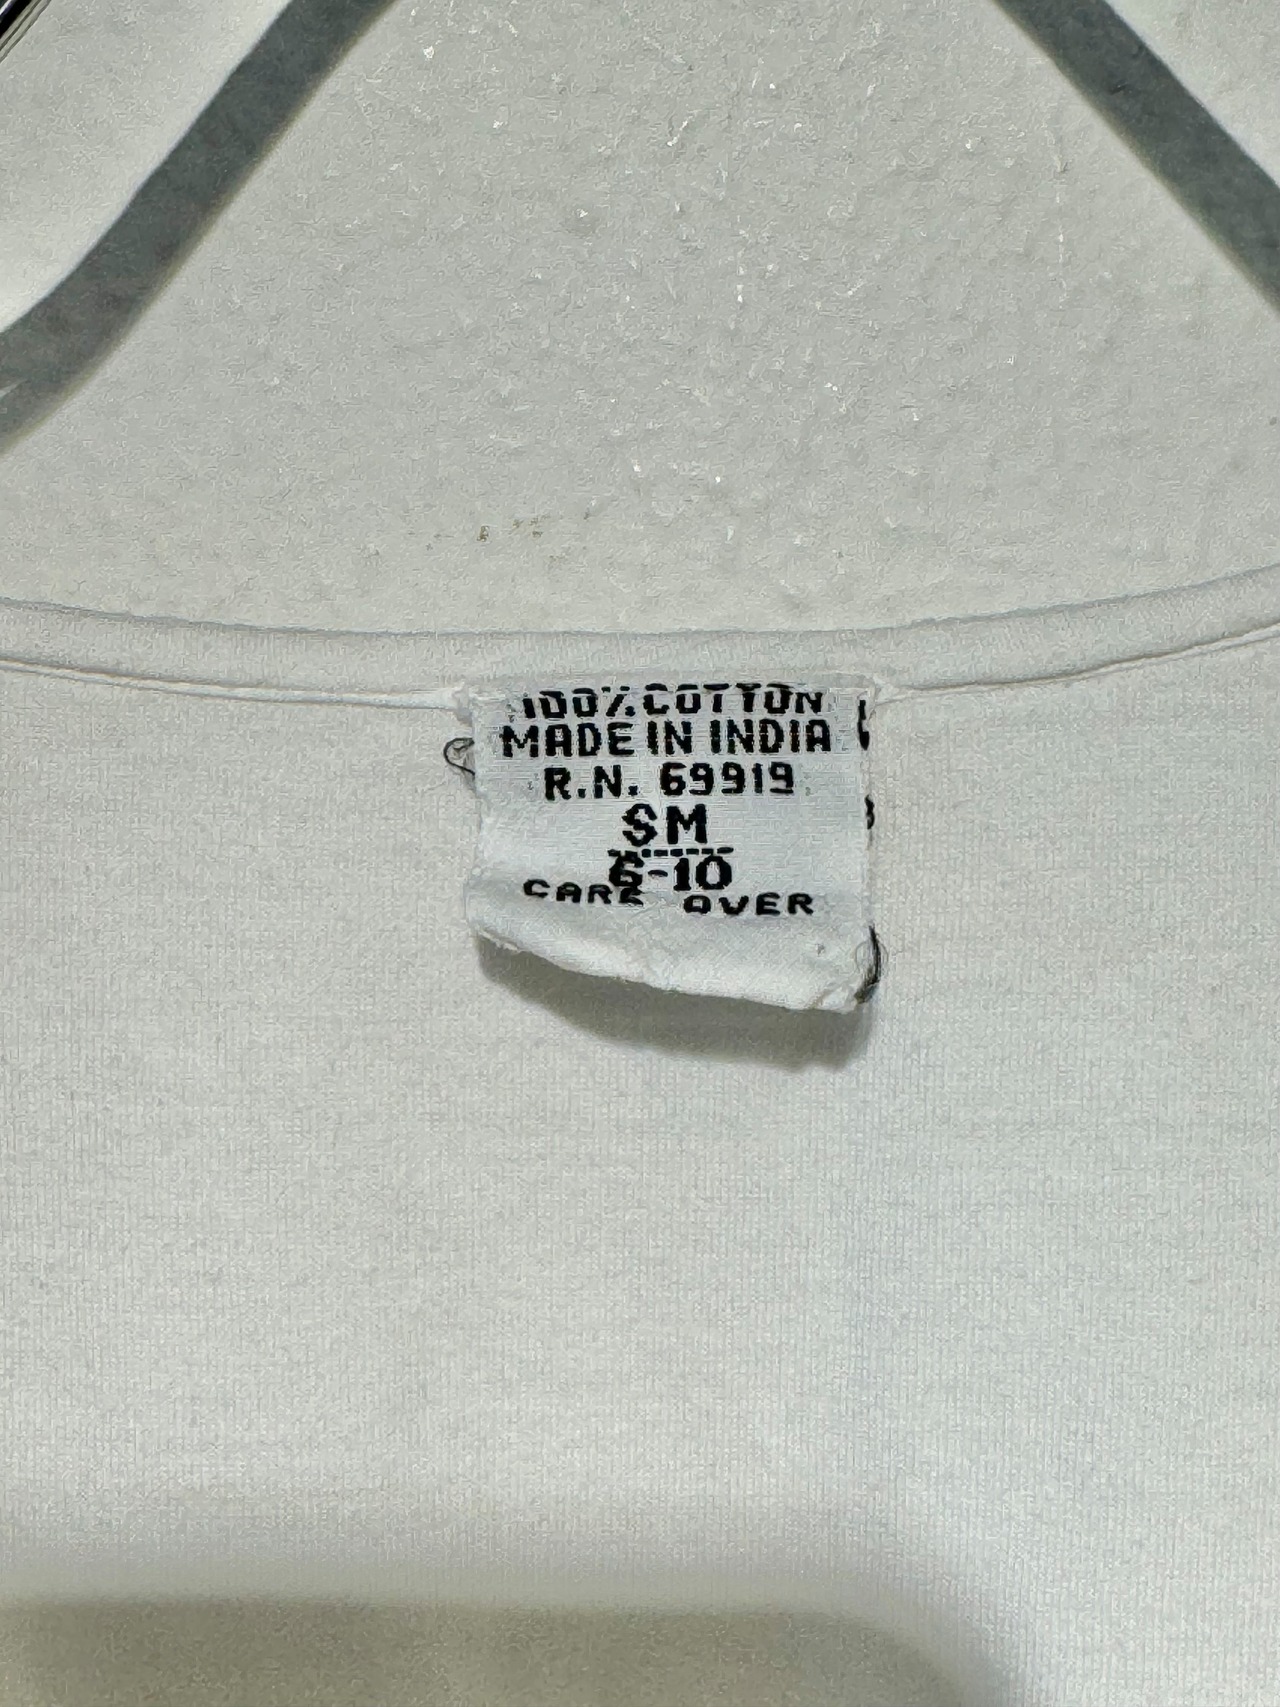 100% COTTON
MADE IN INDIA
R.N. 69919
SM
6-10
CARE OVER